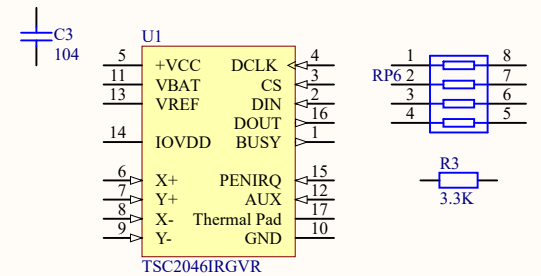 C3
104
U1
5 +VCC DCLK 4
11 VBAT CS 3
13 VREF DIN 2
DOUT 16
14 IOVDD BUSY 1
6 X+ PENIRQ 15
7 Y+ AUX 12
8 X- Thermal Pad 17
9 Y- GND 10
TSC2046IRGVR
1 8
RP6 2 7
3 6
4 5
R3
3.3K